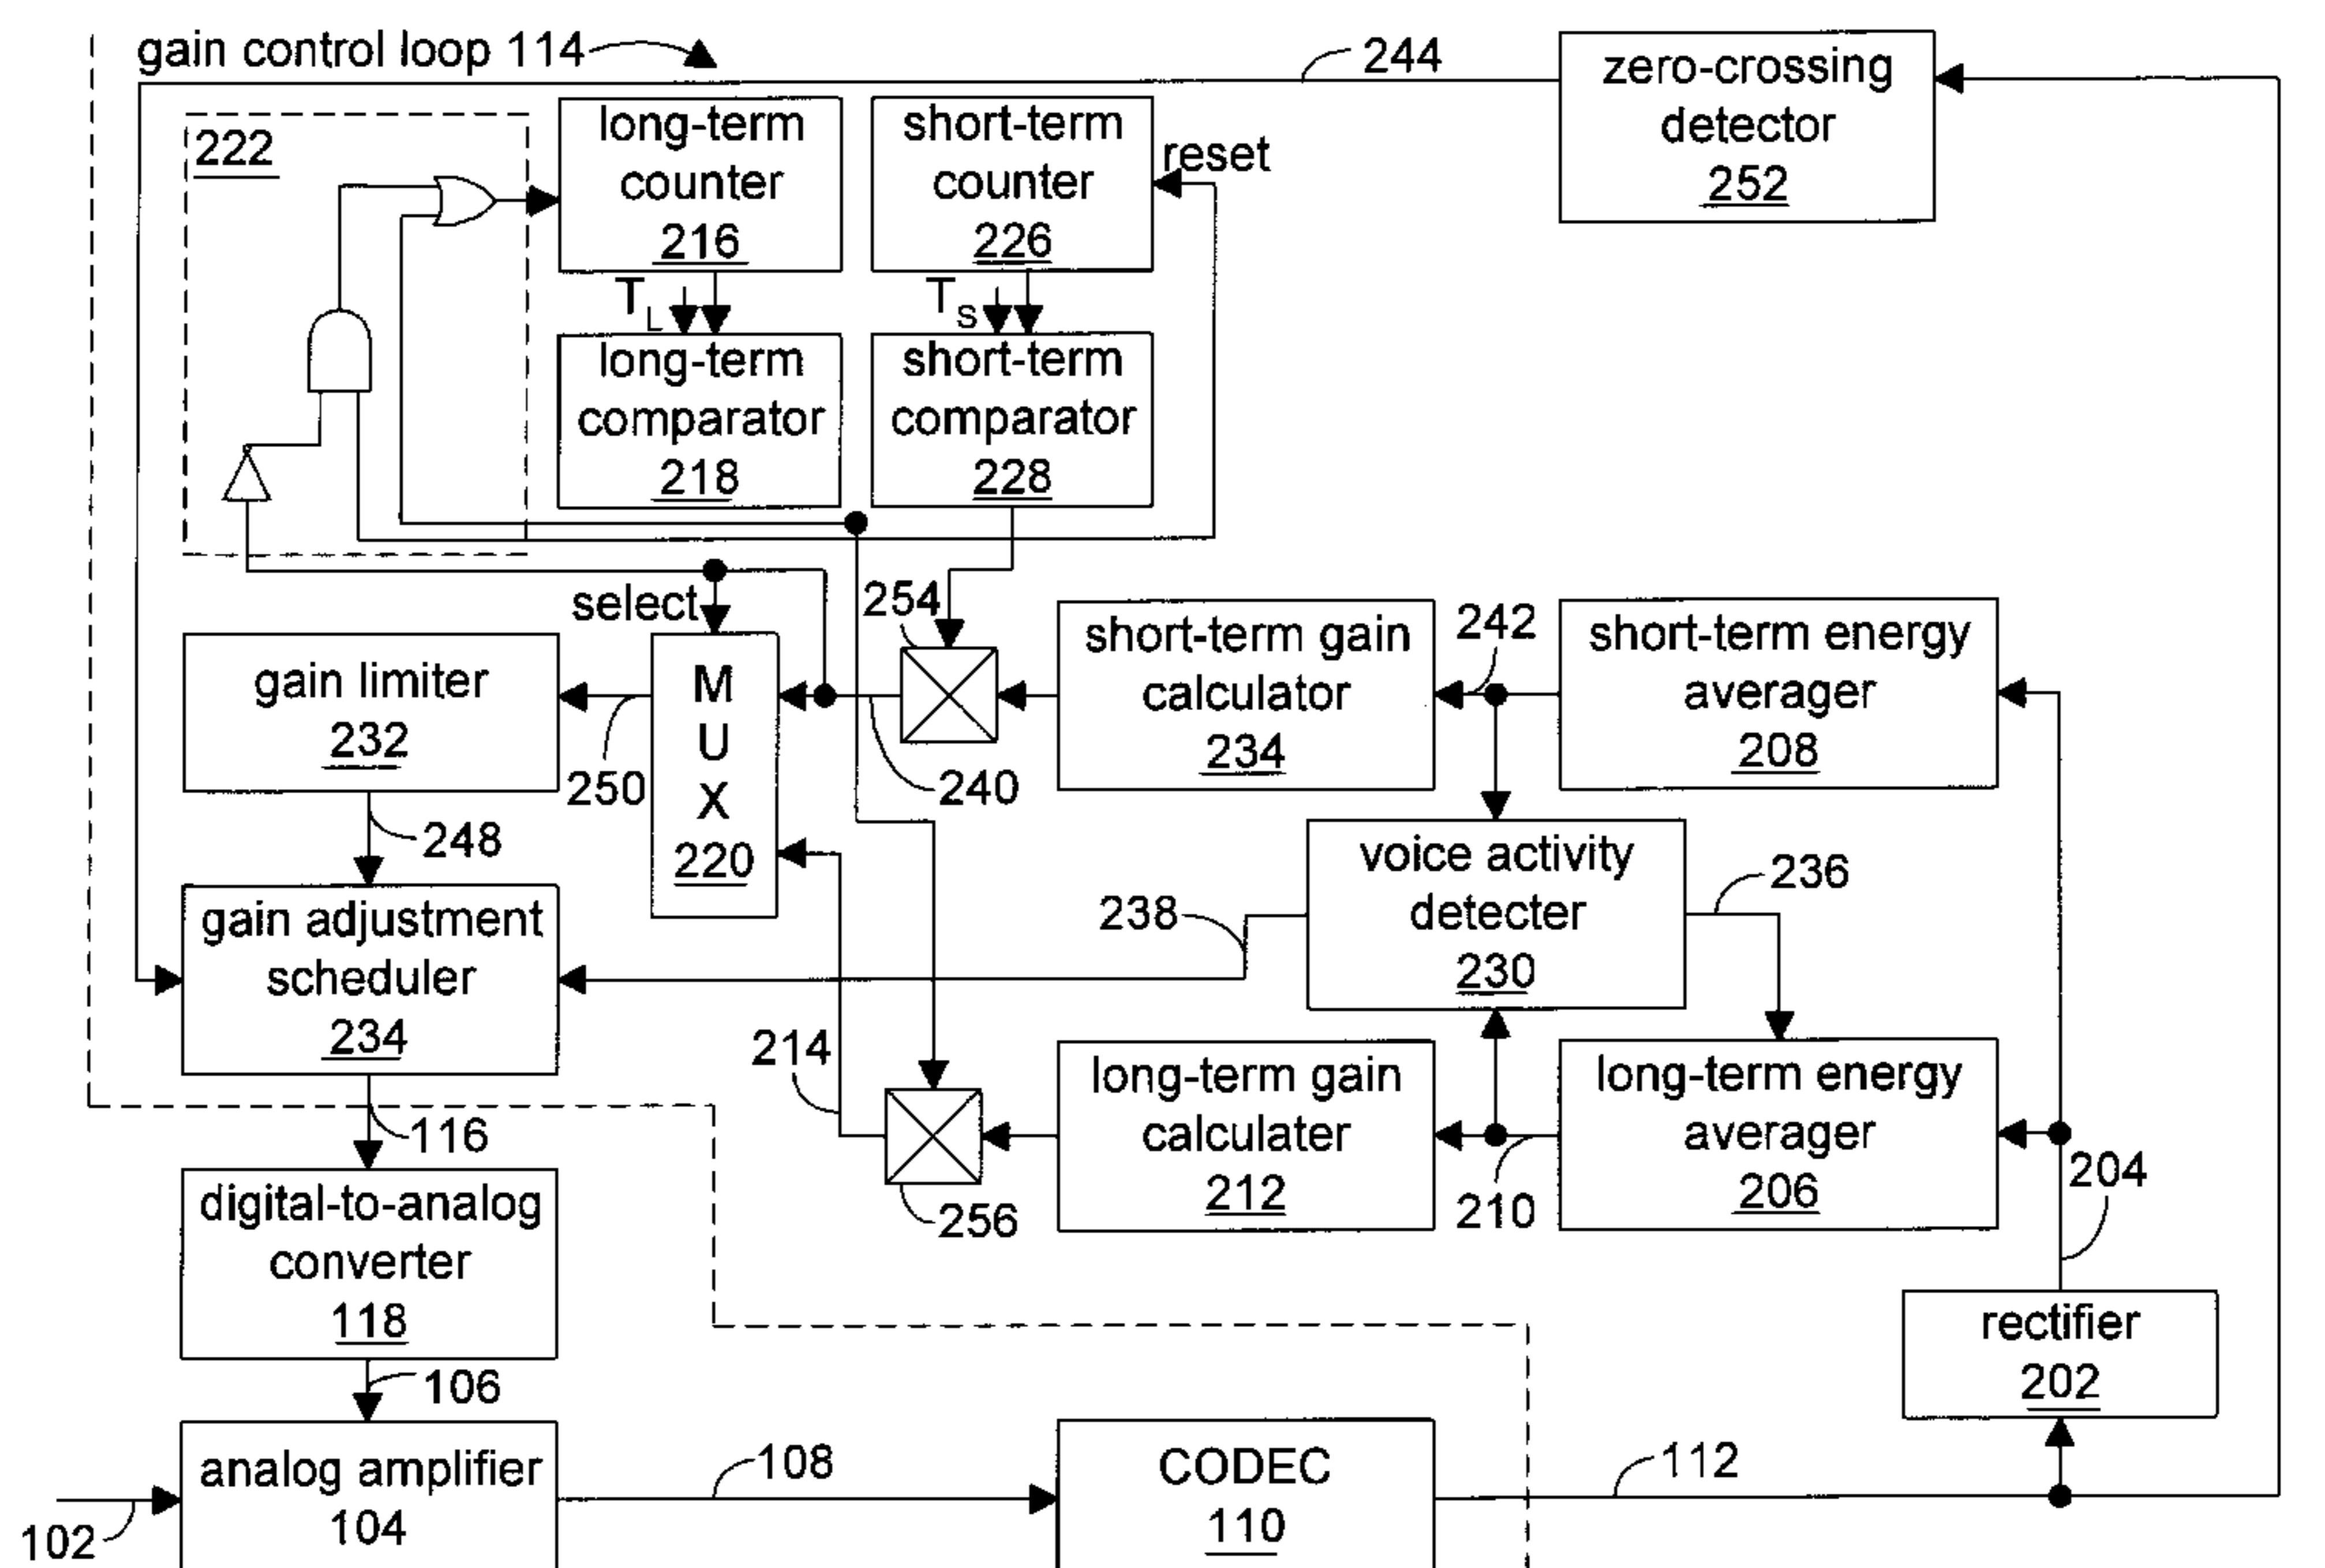 gain control loop 114
244
zero-crossing
detector
252
222
long-term
counter
216
short-term
counter
226
reset
T L
T S
long-term
comparator
218
short-term
comparator
228
select
254
gain limiter
232
250
M
U
X
220
240
short-term gain
calculator
234
242
short-term energy
averager
208
248
gain adjustment
scheduler
234
238
voice activity
detecter
230
236
214
256
long-term gain
calculater
212
210
long-term energy
averager
206
204
116
digital-to-analog
converter
118
rectifier
202
106
analog amplifier
104
102
108
CODEC
110
112